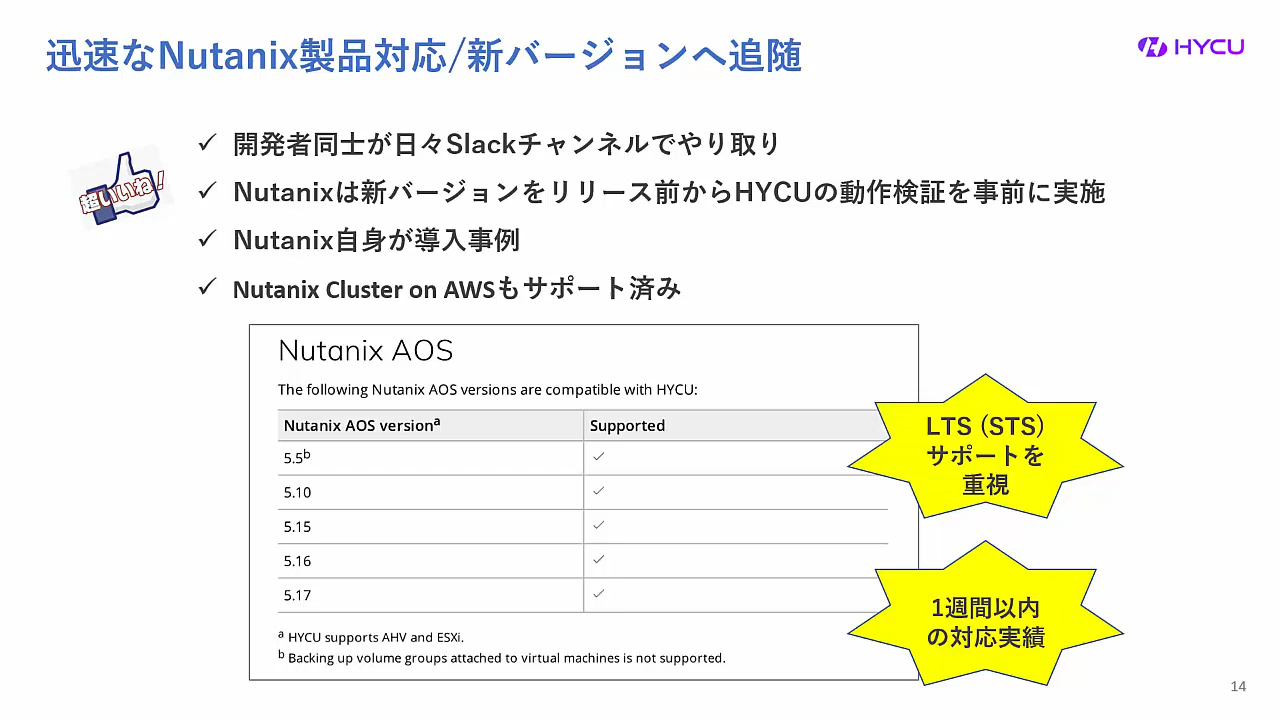 迅速なNutanix製品対応/新バージョンへ追随
HYCU
✓ 開発者同士が日々Slackチャンネルでやり取り
超いいね！
✓ Nutanixは新バージョンをリリース前からHYCUの動作検証を事前に実施
✓ Nutanix自身が導入事例
✓ Nutanix Cluster on AWSもサポート済み
Nutanix AOS
The following Nutanix AOS versions are compatible with HYCU:
Nutanix AOS versionᵃ Supported
5.5ᵇ ✓
5.10 ✓
5.15 ✓
5.16 ✓
5.17 ✓
ᵃ HYCU supports AHV and ESXi.
ᵇ Backing up volume groups attached to virtual machines is not supported.
LTS (STS)
サポートを
重視
1週間以内
の対応実績
14